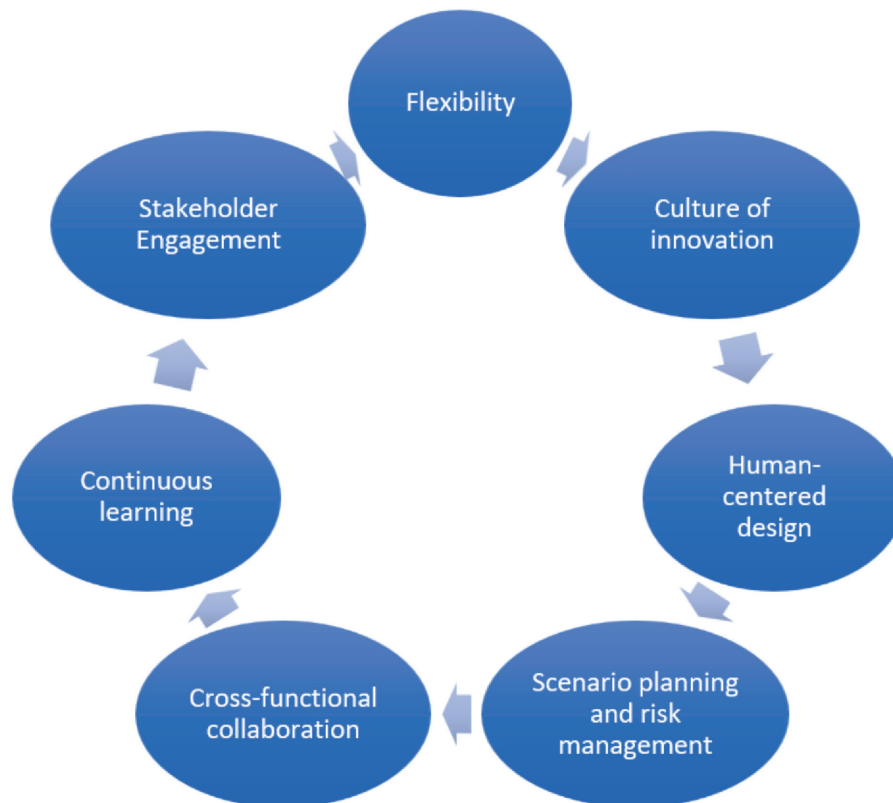 Flexibility
Culture of
innovation
Human-
centered
design
Scenario planning
and risk
management
Cross-functional
collaboration
Continuous
learning
Stakeholder
Engagement